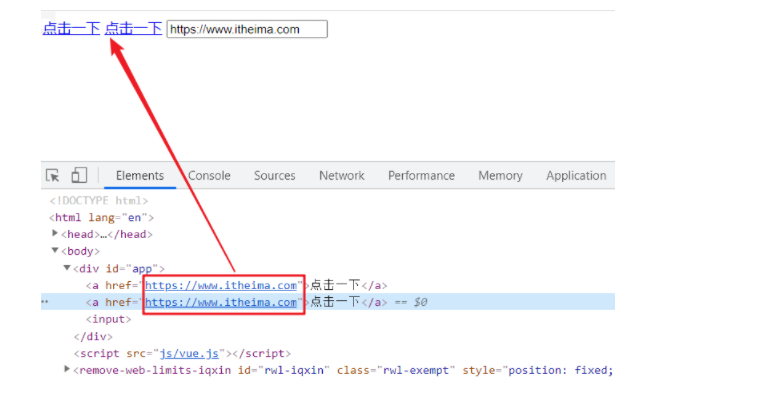 点击一下 点击一下 https://www.itheima.com
Elements Console Sources Network Performance Memory Application
<!DOCTYPE html>
<html lang="en">
▶<head>…</head>
▼<body>
▼<div id="app">
<a href="https://www.itheima.com">点击一下</a>
<a href="https://www.itheima.com">点击一下</a> == $0
<input>
</div>
<script src="js/vue.js"></script>
▶<remove-web-limits-iqxin id="rwl-iqxin" class="rwl-exempt" style="position: fixed;